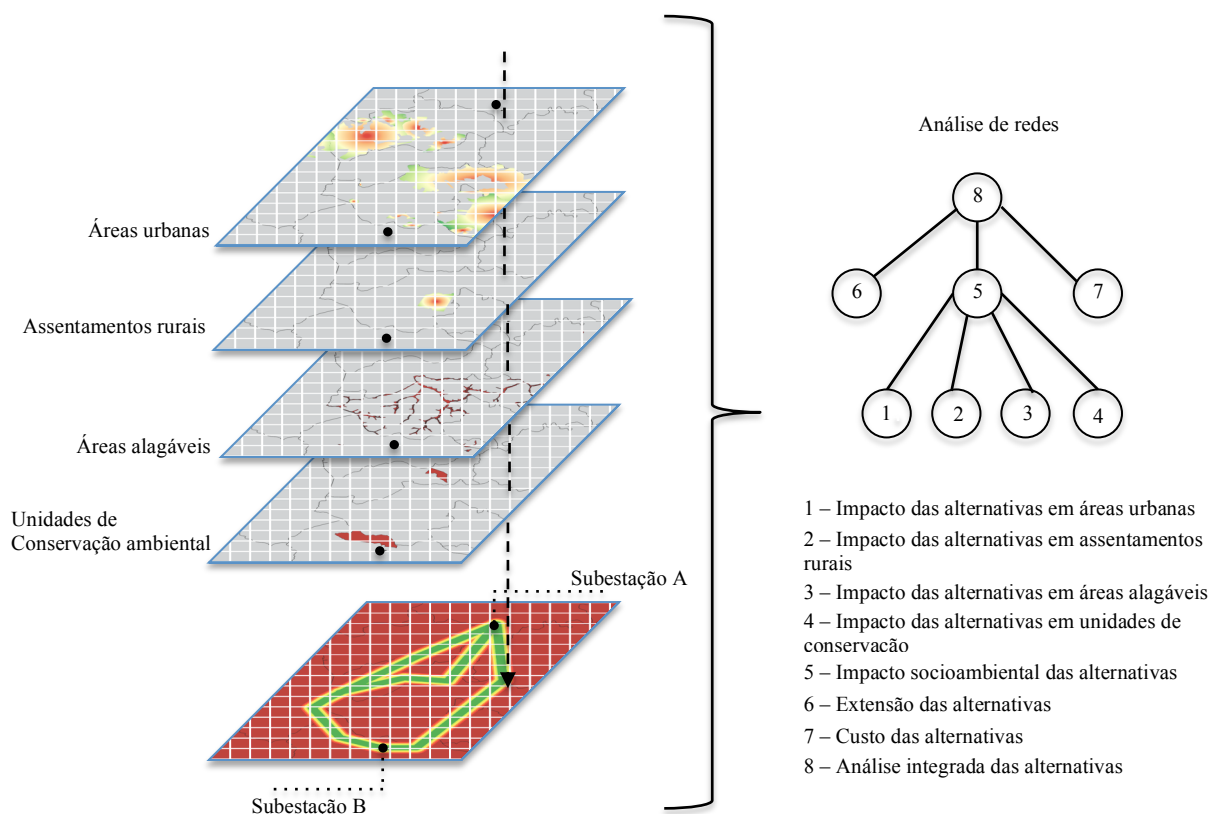 Áreas urbanas
Assentamentos rurais
Áreas alagáveis
Unidades de
Conservação ambiental
Subestação A
Subestação B
Análise de redes
8
6
5
7
1
2
3
4
1 – Impacto das alternativas em áreas urbanas
2 – Impacto das alternativas em assentamentos
rurais
3 – Impacto das alternativas em áreas alagáveis
4 – Impacto das alternativas em unidades de
conservação
5 – Impacto socioambiental das alternativas
6 – Extensão das alternativas
7 – Custo das alternativas
8 – Análise integrada das alternativas